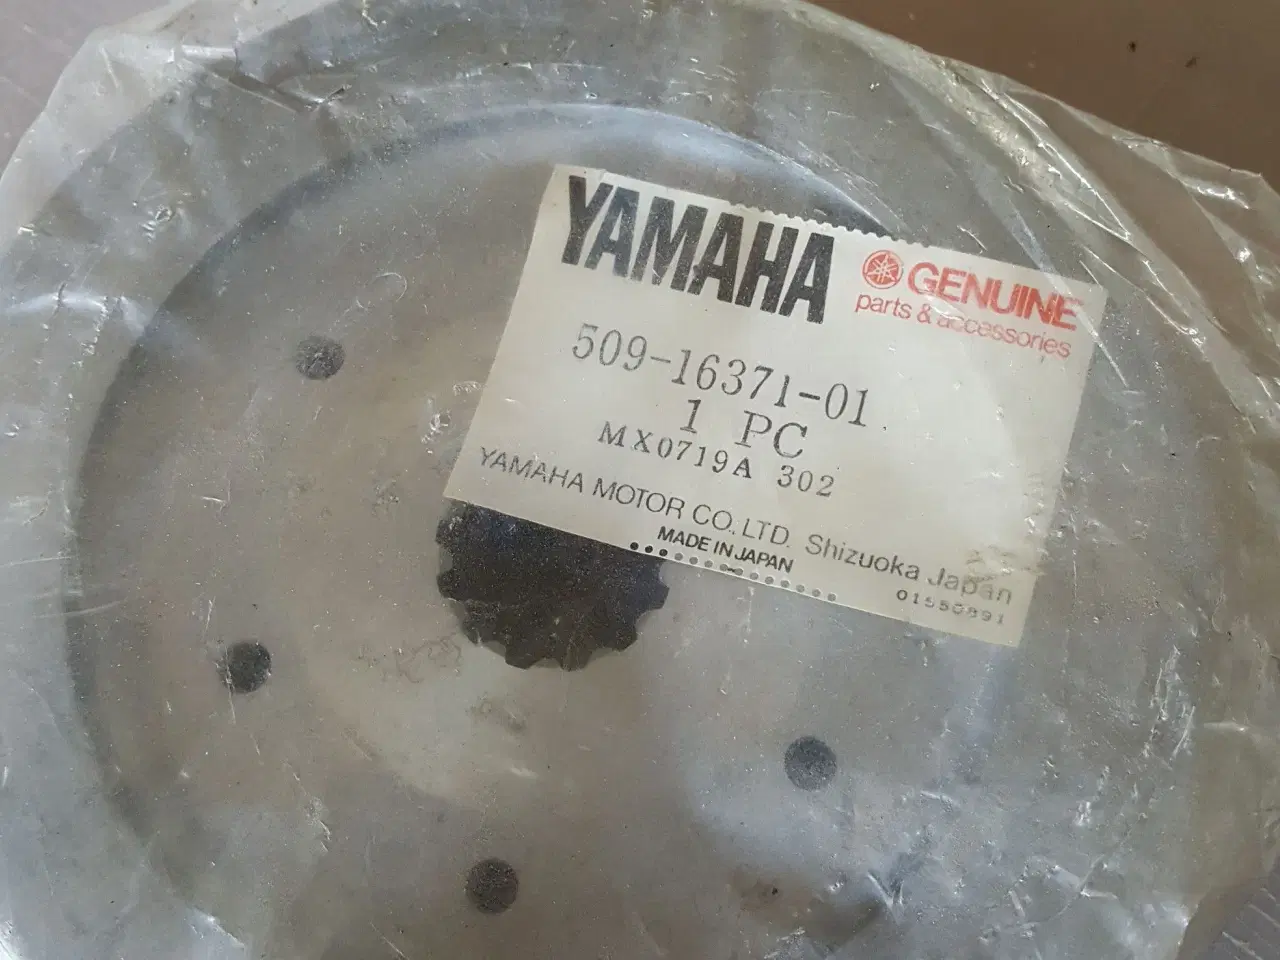 YAMAHA
GENUINE
parts & accessories
509-16371-01
1 PC
MX0719A 302
YAMAHA MOTOR CO.,LTD. Shizuoka Japan
MADE IN JAPAN
01550891